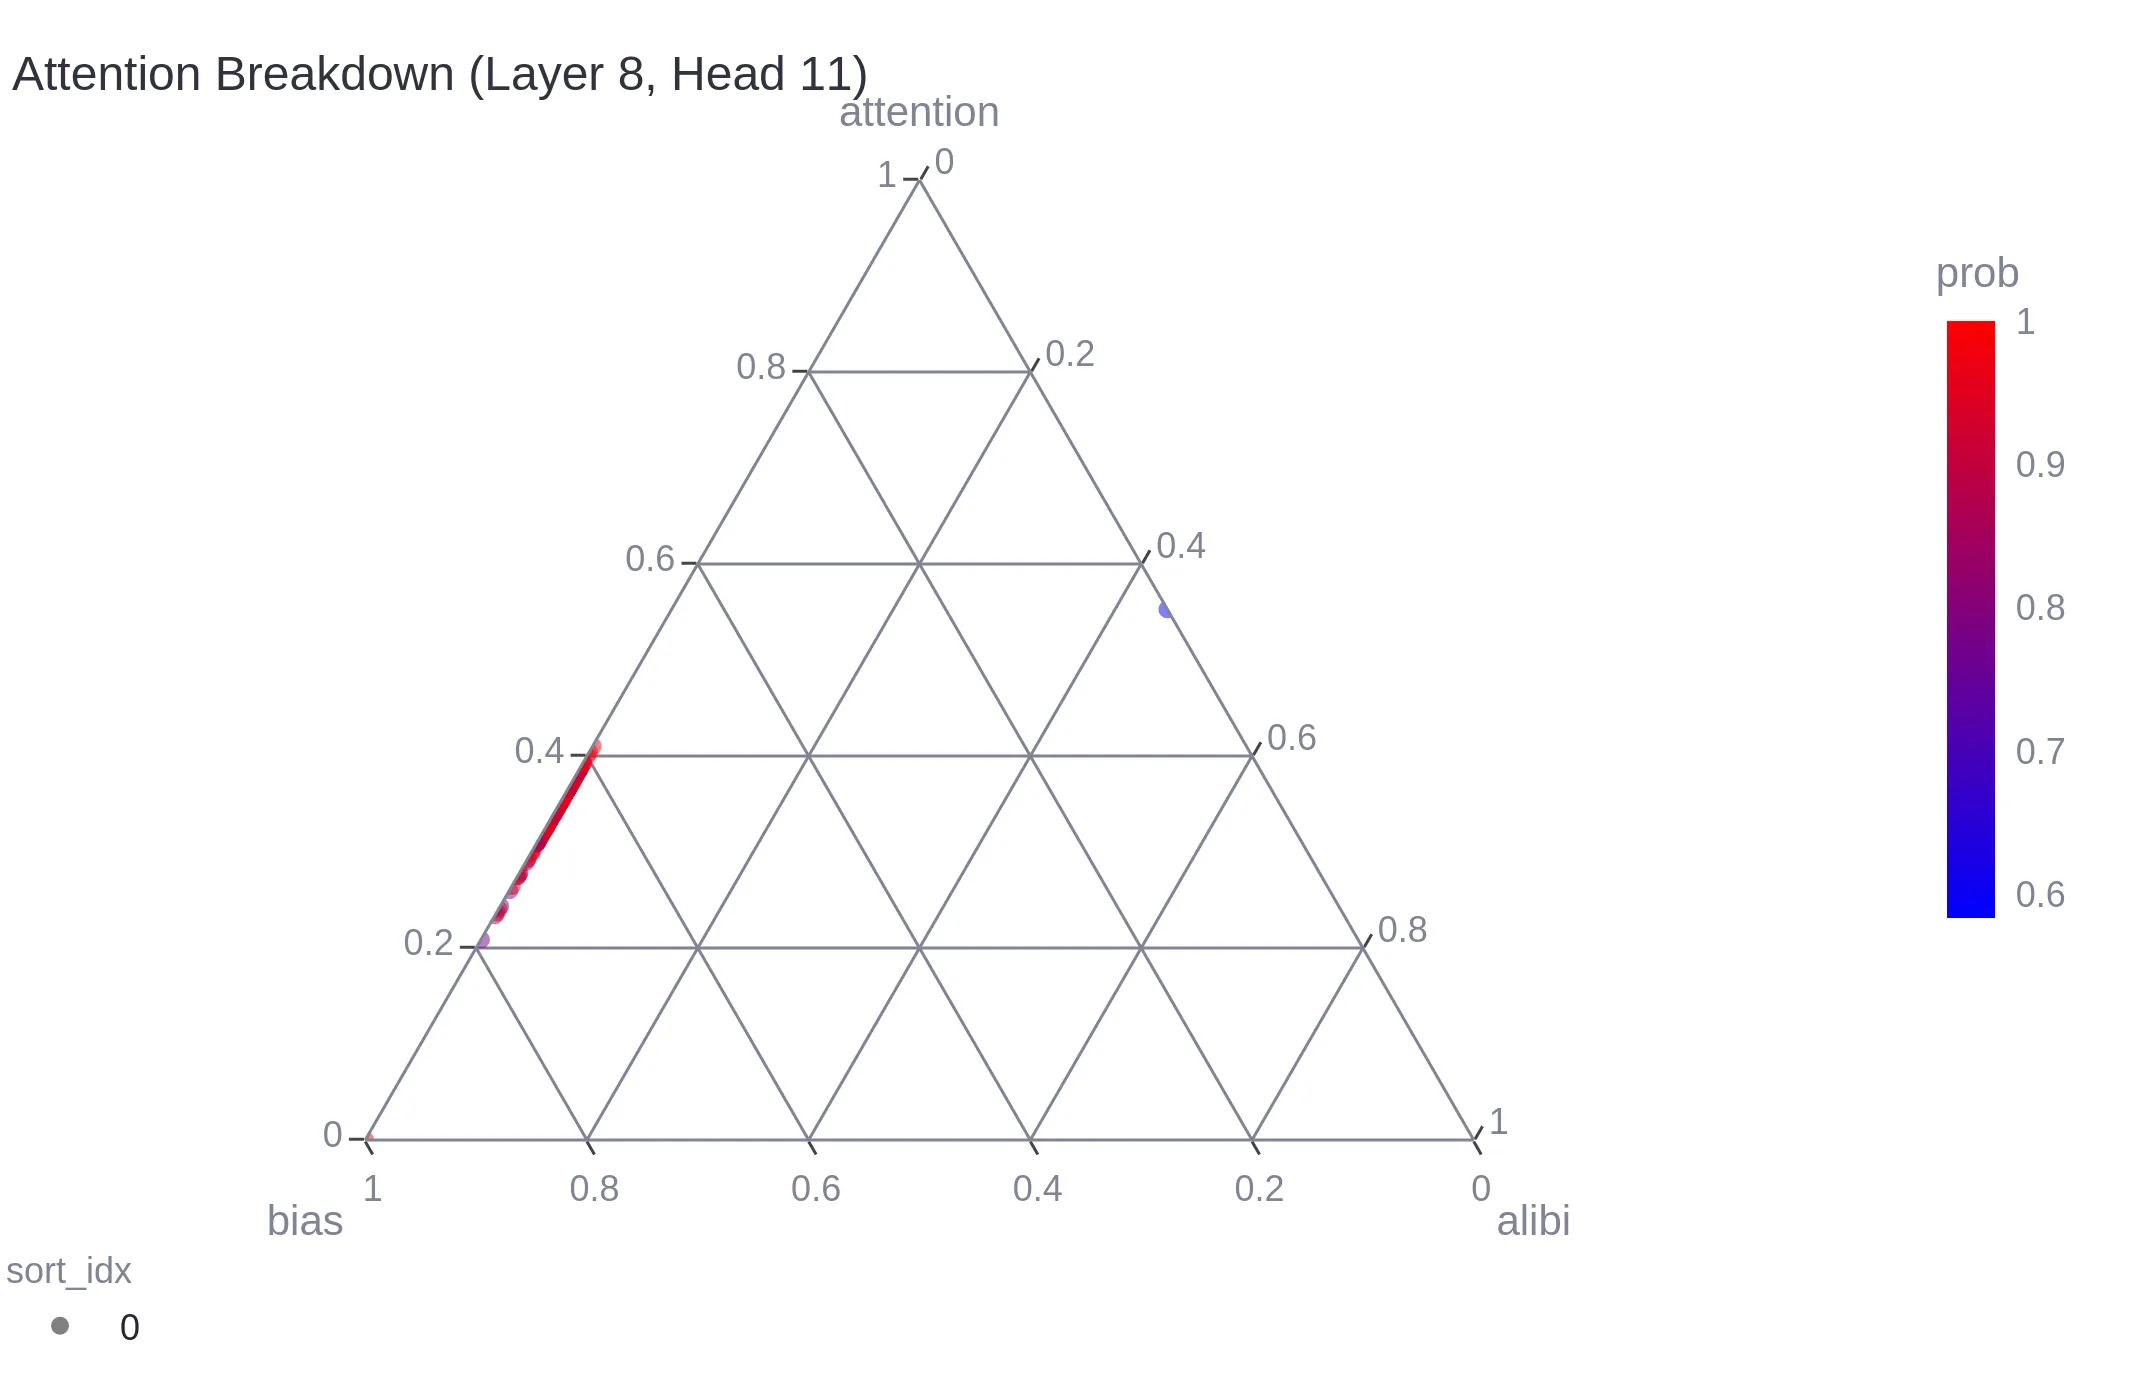 Attention Breakdown (Layer 8, Head 11)
attention
1 0
0.8 0.2
0.6 0.4
0.4 0.6
0.2 0.8
0 1
1 0.8 0.6 0.4 0.2 0
bias alibi
prob
1
0.9
0.8
0.7
0.6
sort_idx
0